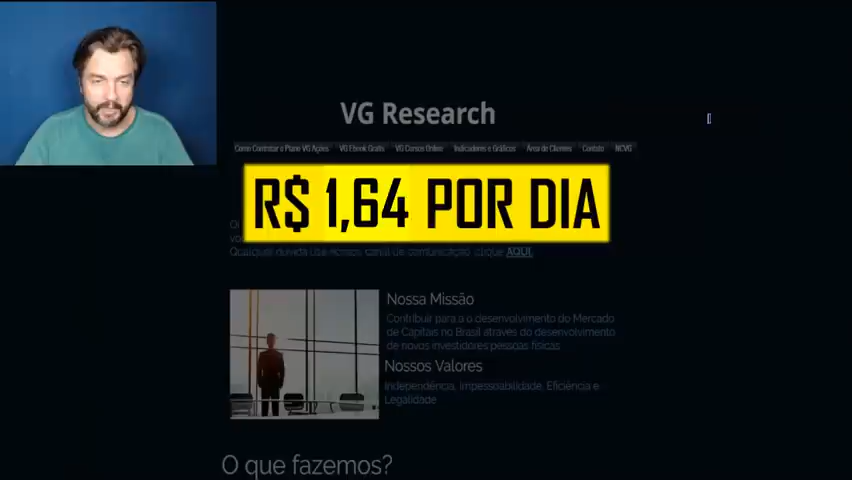 VG Research
Como Contratar o Plano VG Ações VG Ebook Gratis VG Cursos Online Indicadores e Gráficos Área de Clientes Contato NCVG
R$ 1,64 POR DIA
Qualquer dúvida use nossos canal de comunicação, clique AQUI.
Nossa Missão
Contribuir para o desenvolvimento do Mercado
de Capitais no Brasil através do desenvolvimento
de novos investidores pessoas físicas.
Nossos Valores
Independência, Impessoabilidade, Eficiência e
Legalidade
O que fazemos?